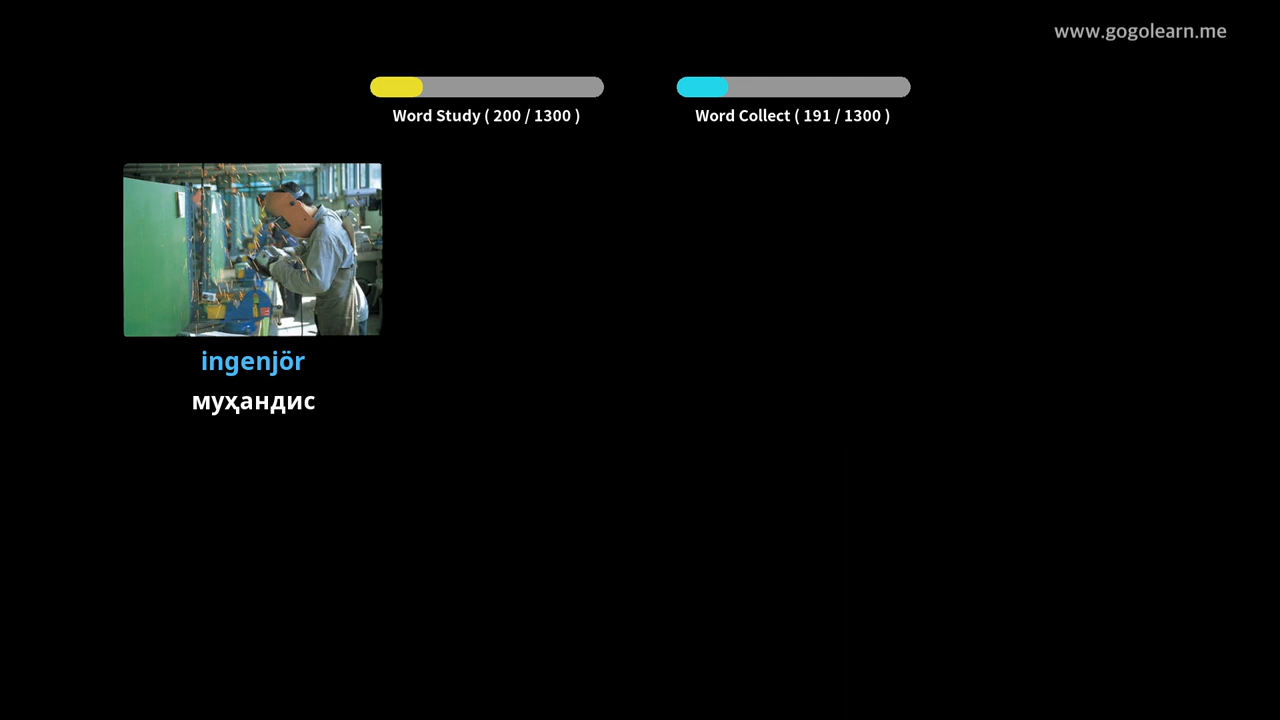 www.gogolearn.me
Word Study ( 200 / 1300 )
Word Collect ( 191 / 1300 )
ingenjör
муҳандис